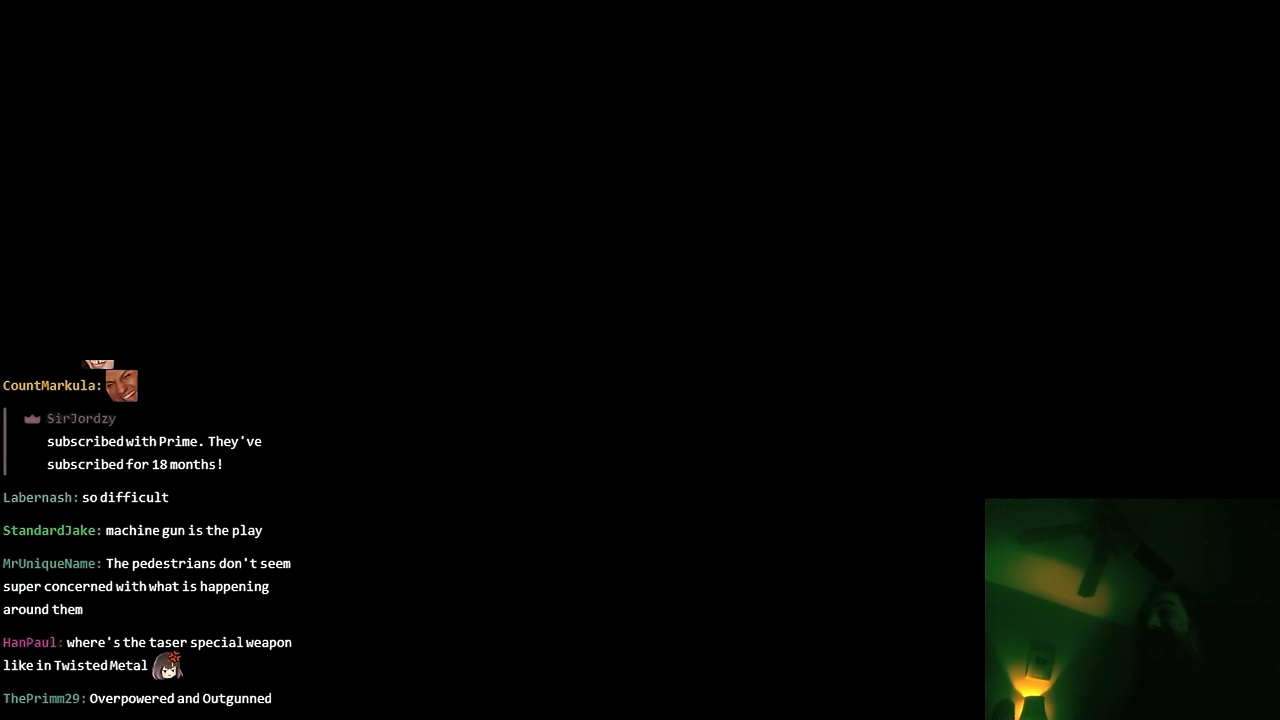 CountMarkula:
SirJordzy
subscribed with Prime. They've
subscribed for 18 months!
Labernash: so difficult
StandardJake: machine gun is the play
MrUniqueName: The pedestrians don't seem
super concerned with what is happening
around them
HanPaul: where's the taser special weapon
like in Twisted Metal
ThePrimm29: Overpowered and Outgunned